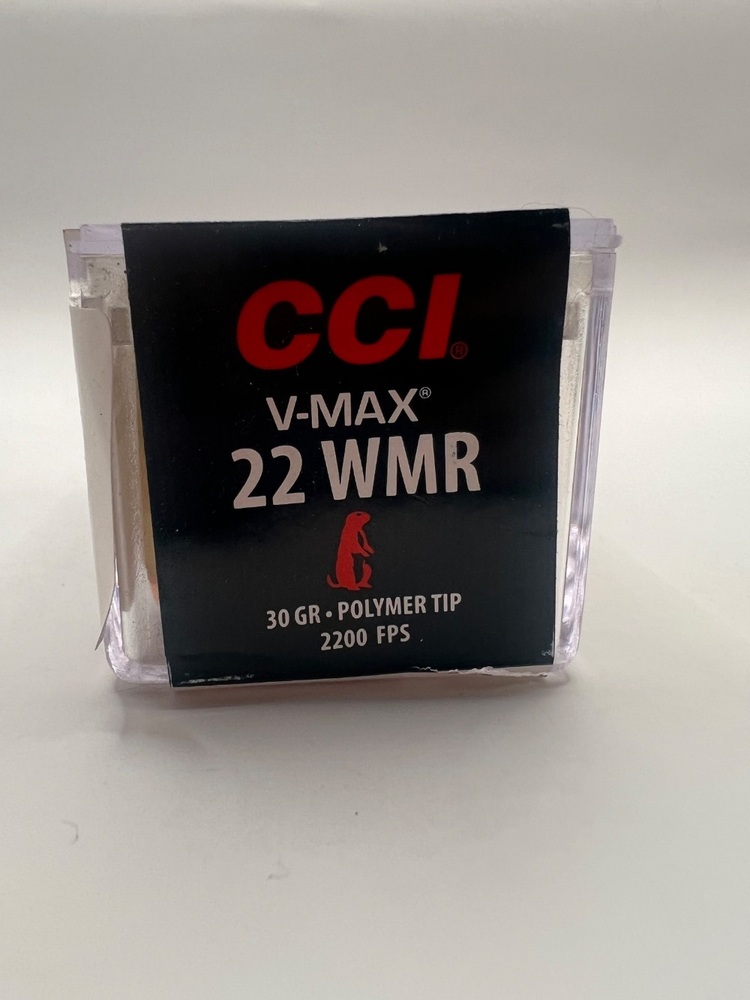 CCI®
V-MAX®
22 WMR
30 GR • POLYMER TIP
2200 FPS